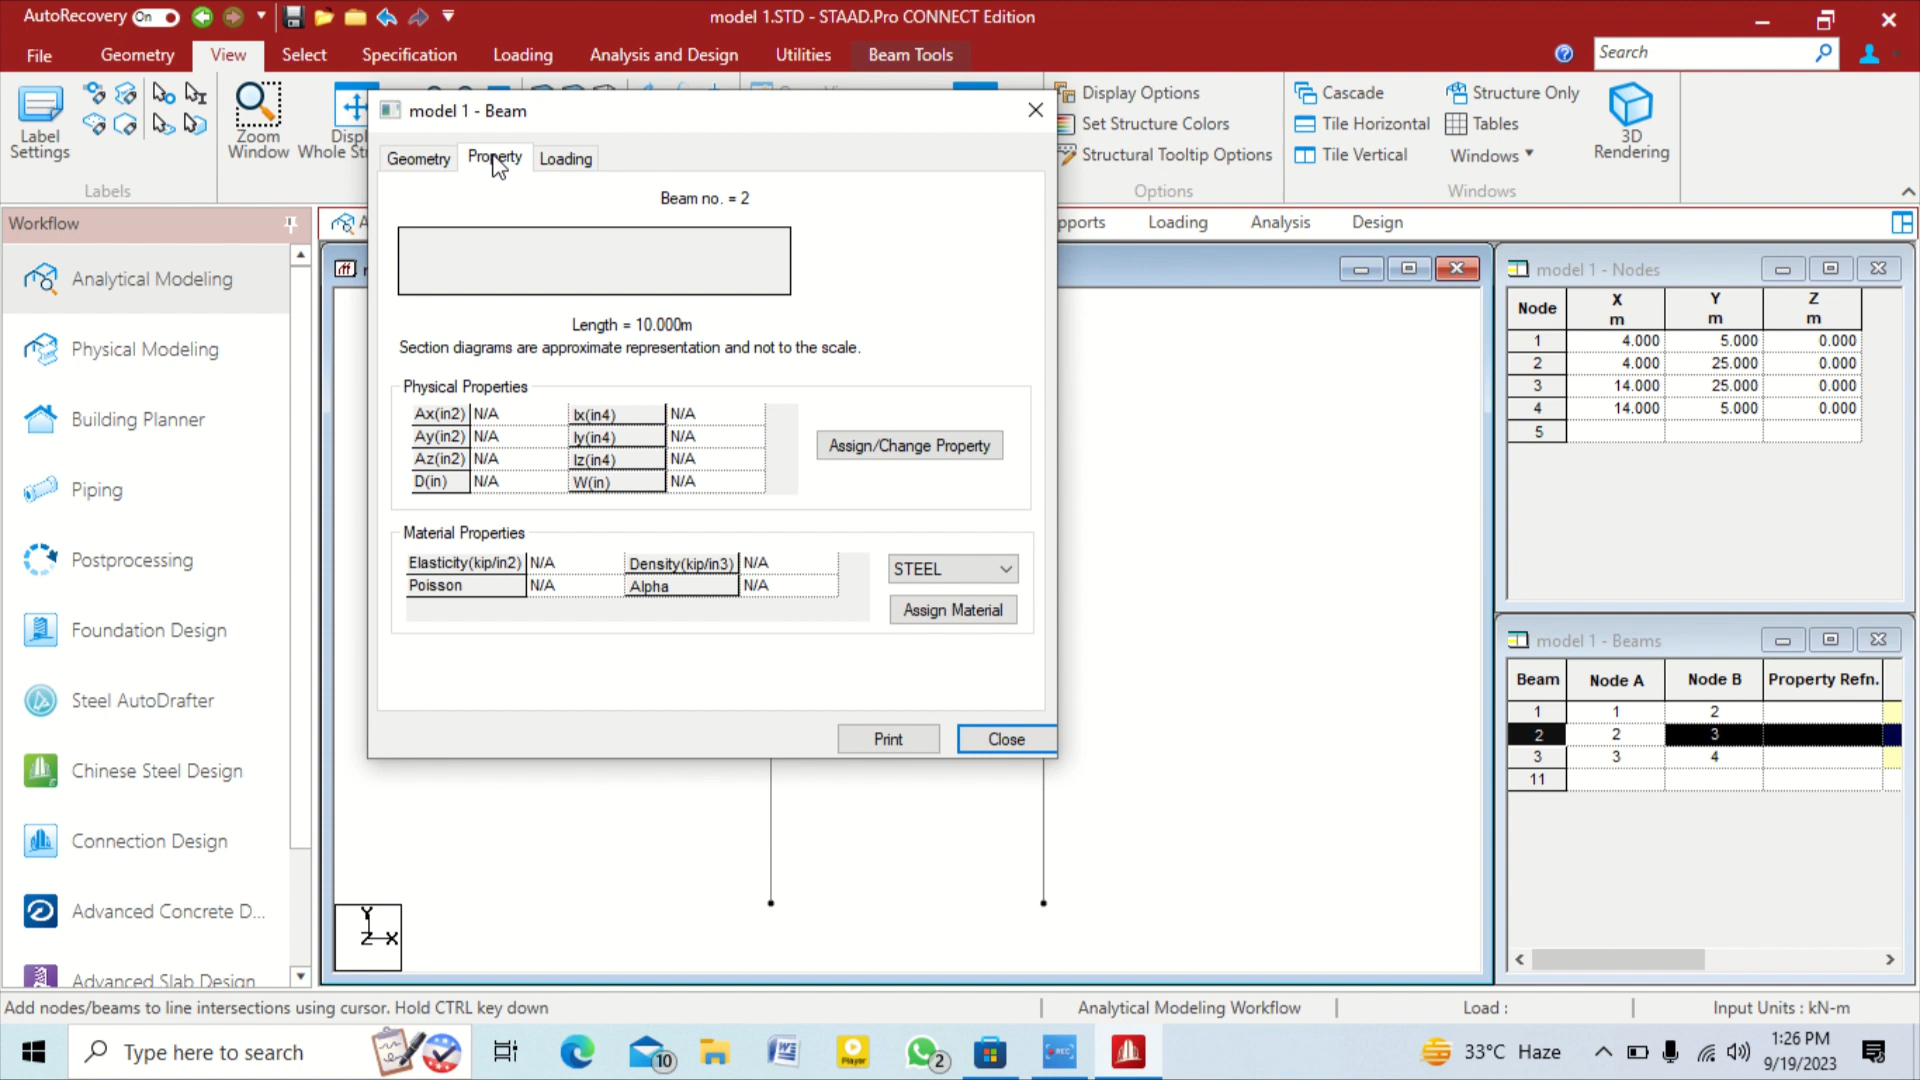 AutoRecovery On
model 1.STD - STAAD.Pro CONNECT Edition
File Geometry View Select Specification Loading Analysis and Design Utilities Beam Tools
Search
Label Settings
Zoom Window
Whole
Labels
Display Options
Set Structure Colors
Structural Tooltip Options
Options
Cascade
Tile Horizontal
Tile Vertical
Structure Only
Tables
Windows
Windows
3D Rendering
Workflow
Analytical Modeling
Physical Modeling
Building Planner
Piping
Postprocessing
Foundation Design
Steel AutoDrafter
Chinese Steel Design
Connection Design
Advanced Concrete D...
Advanced Slab Design
Loading Analysis Design
model 1 - Beam
Geometry Property Loading
Beam no. = 2
Length = 10.000m
Section diagrams are approximate representation and not to the scale.
Physical Properties
Ax(in2) N/A Ix(in4) N/A
Ay(in2) N/A Iy(in4) N/A
Az(in2) N/A Iz(in4) N/A
D(in) N/A W(in) N/A
Assign/Change Property
Material Properties
Elasticity(kip/in2) N/A Density(kip/in3) N/A
Poisson N/A Alpha N/A
STEEL
Assign Material
Print Close
Y
Z X
model 1 - Nodes
Node X m Y m Z m
1 4.000 5.000 0.000
2 4.000 25.000 0.000
3 14.000 25.000 0.000
4 14.000 5.000 0.000
5
model 1 - Beams
Beam Node A Node B Property Refn.
1 1 2
2 2 3
3 3 4
11
Add nodes/beams to line intersections using cursor. Hold CTRL key down
Analytical Modeling Workflow
Load :
Input Units : kN-m
Type here to search
10
Player
2
REC
33°C Haze
1:26 PM
9/19/2023